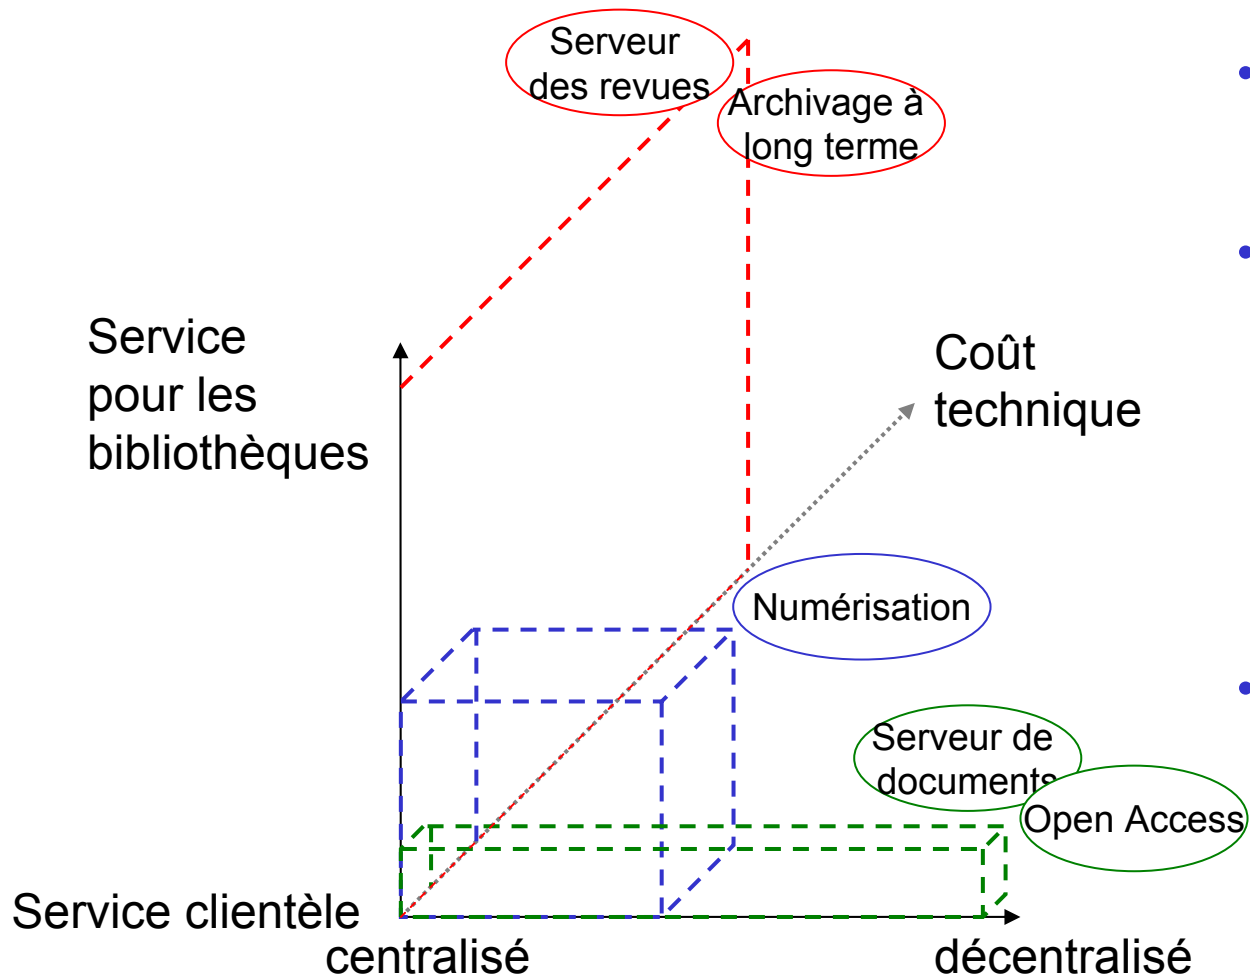 Serveur
des revues
Archivage à
long terme
Service
pour les
bibliothèques
Coût
technique
Numérisation
Serveur de
documents
Open Access
Service clientèle
centralisé
décentralisé